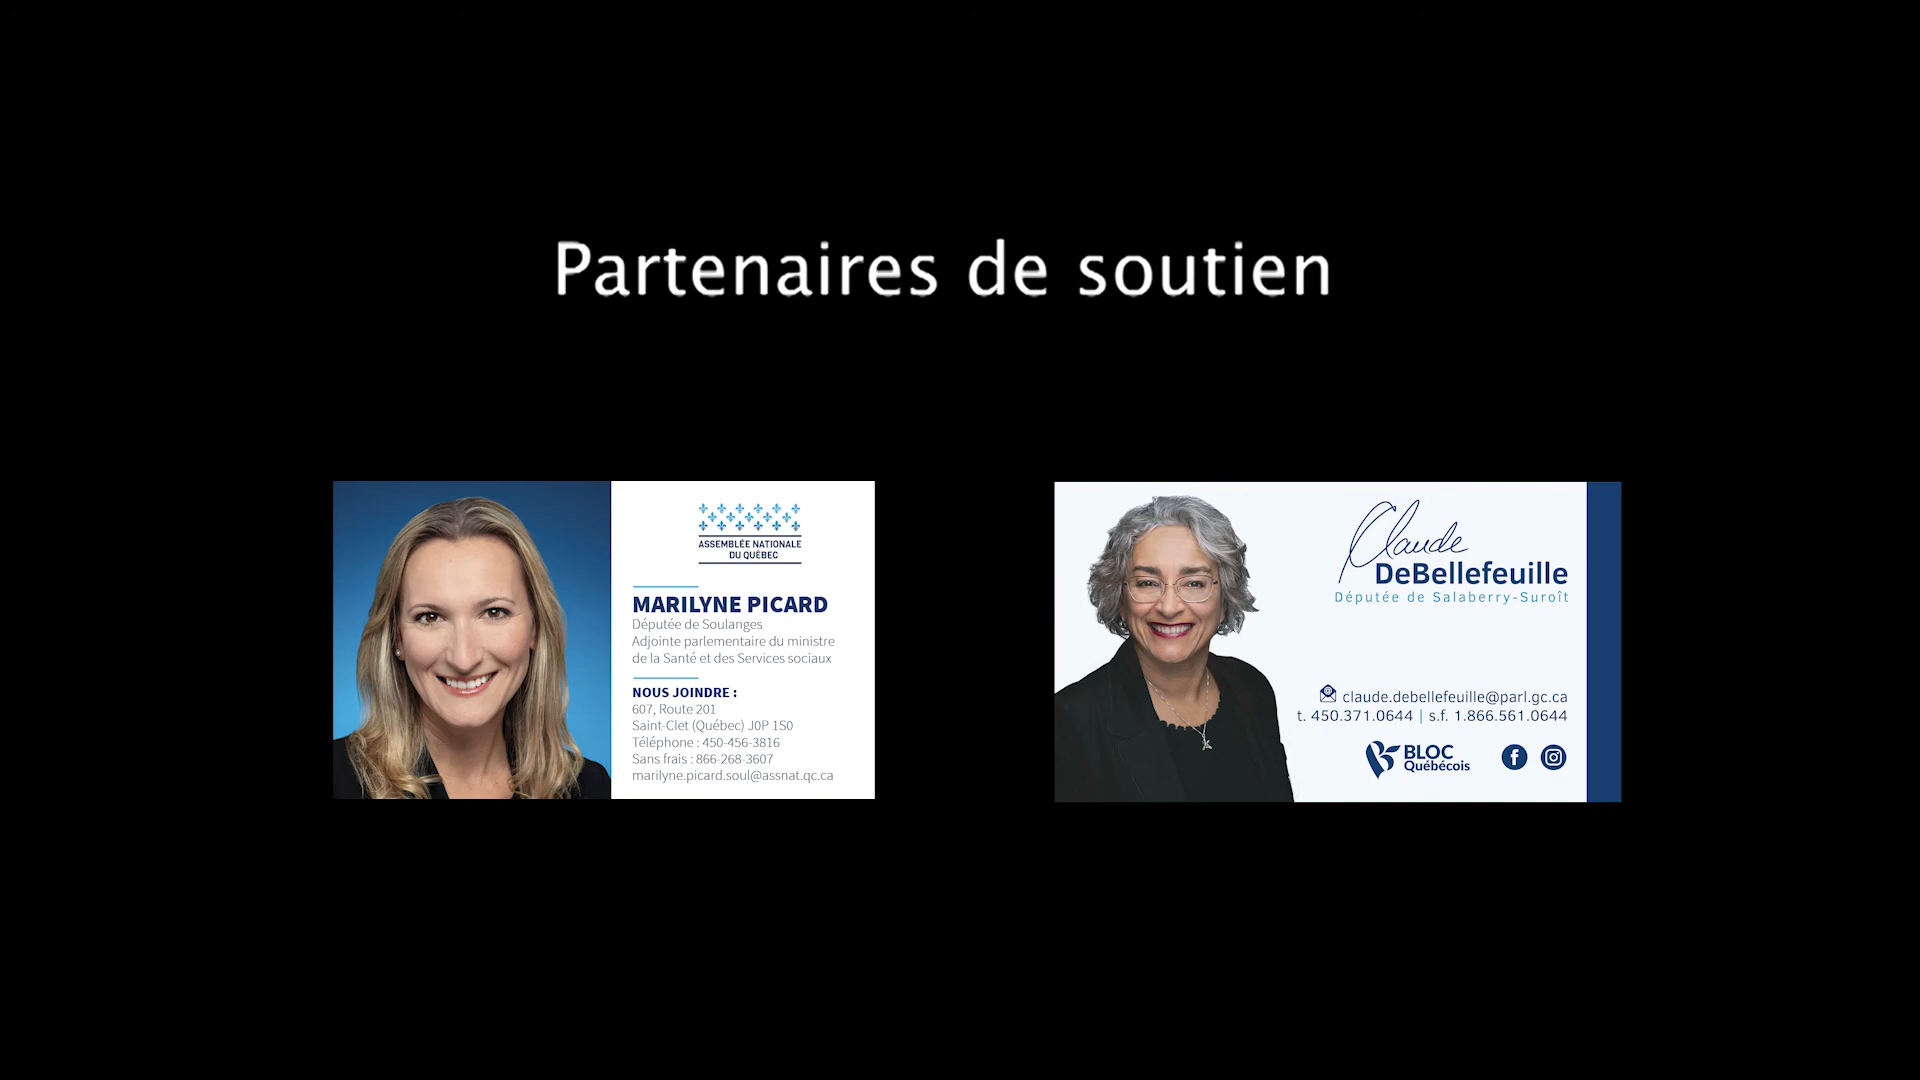 Partenaires de soutien
ASSEMBLÉE NATIONALE
DU QUÉBEC
MARILYNE PICARD
Députée de Soulanges
Adjointe parlementaire du ministre
de la Santé et des Services sociaux
NOUS JOINDRE :
607, Route 201
Saint-Clet (Québec) J0P 1S0
Téléphone : 450-456-3816
Sans frais : 866-268-3607
marilyne.picard.soul@assnat.qc.ca
Claude
DeBellefeuille
Députée de Salaberry-Suroît
claude.debellefeuille@parl.gc.ca
t. 450.371.0644 | s.f. 1.866.561.0644
BLOC
Québécois